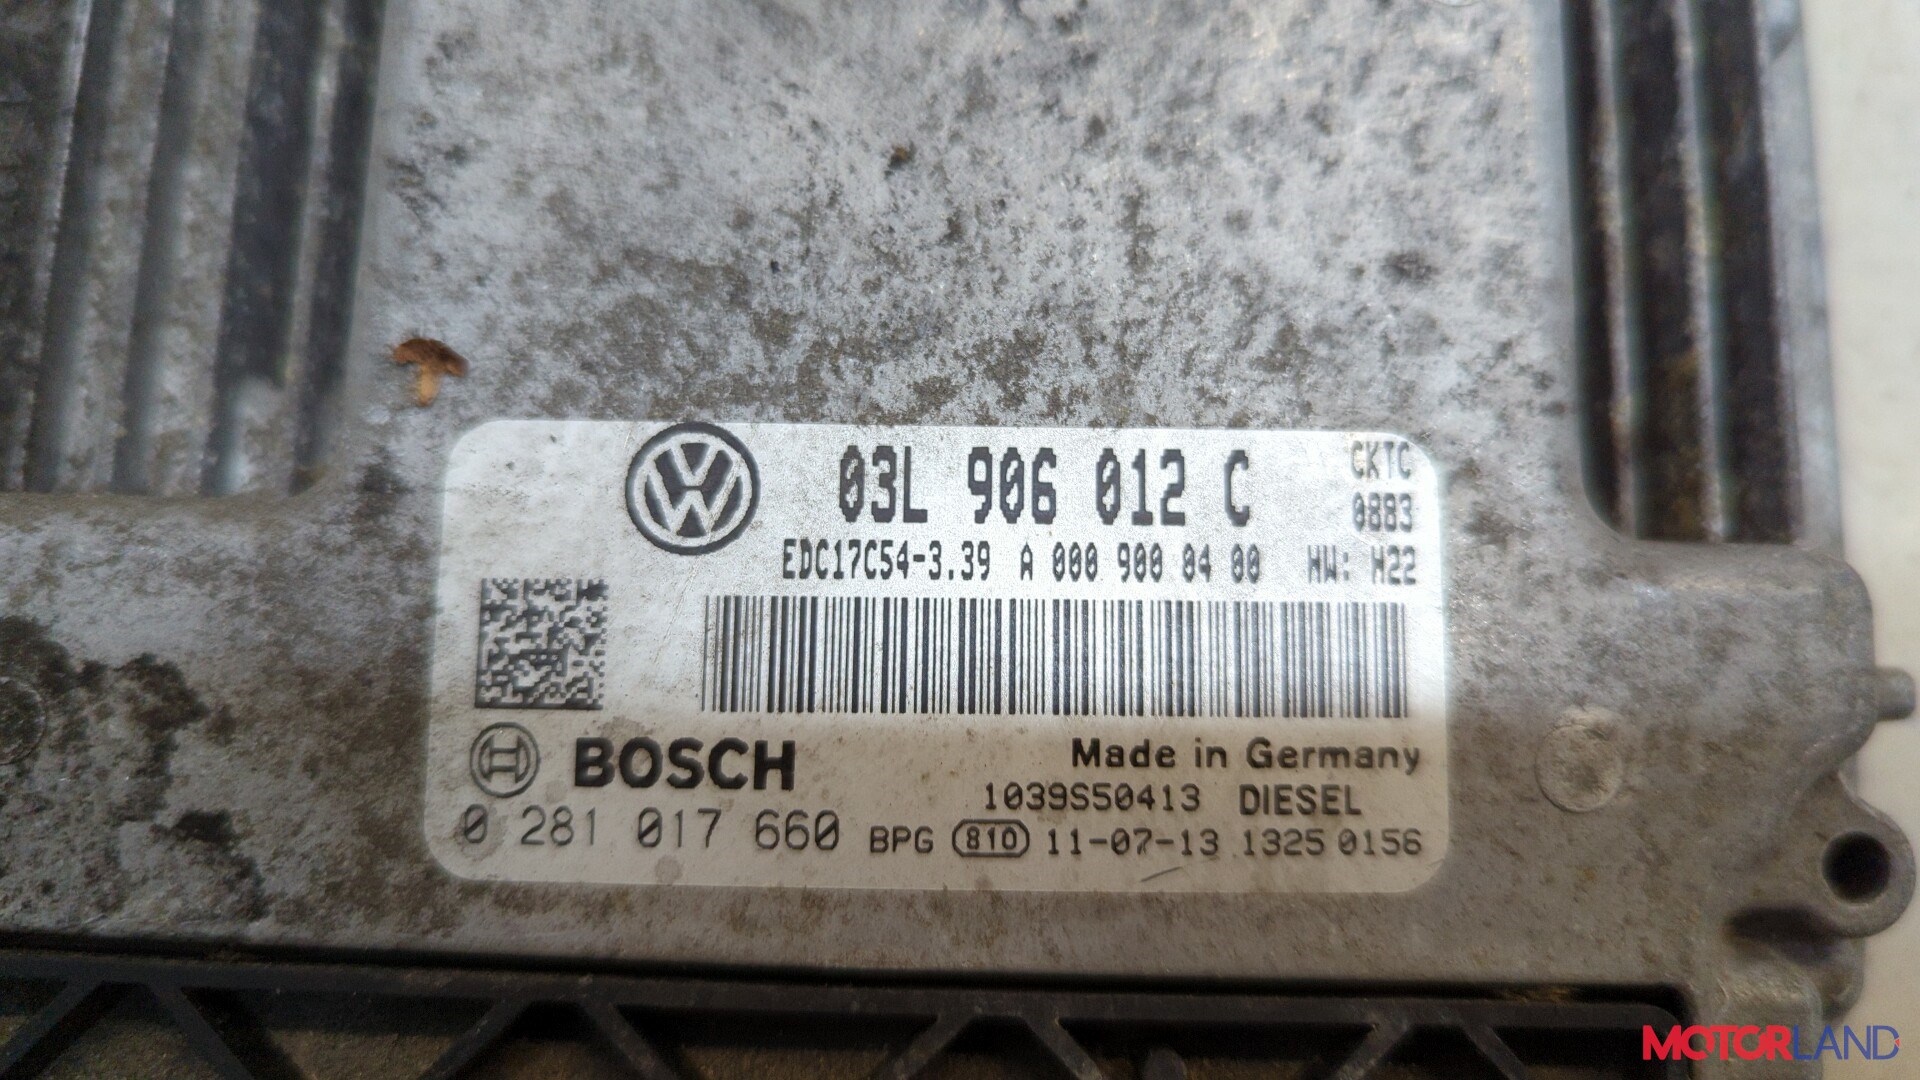 03L 906 012 C
CKTC
0883
EDC17C54-3.39 A 000 900 04 00 HW: H22
BOSCH
Made in Germany
1039S50413 DIESEL
0 281 017 660 BPG 810 11-07-13 1325 0156
MOTORLAND